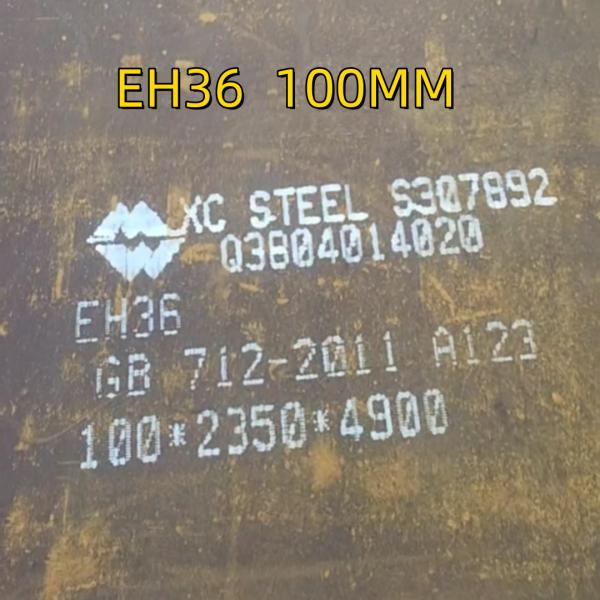 EH36 100MM
XC STEEL S307892
Q3804014020
EH36
GB 712-2011 A123
100*2350*4900